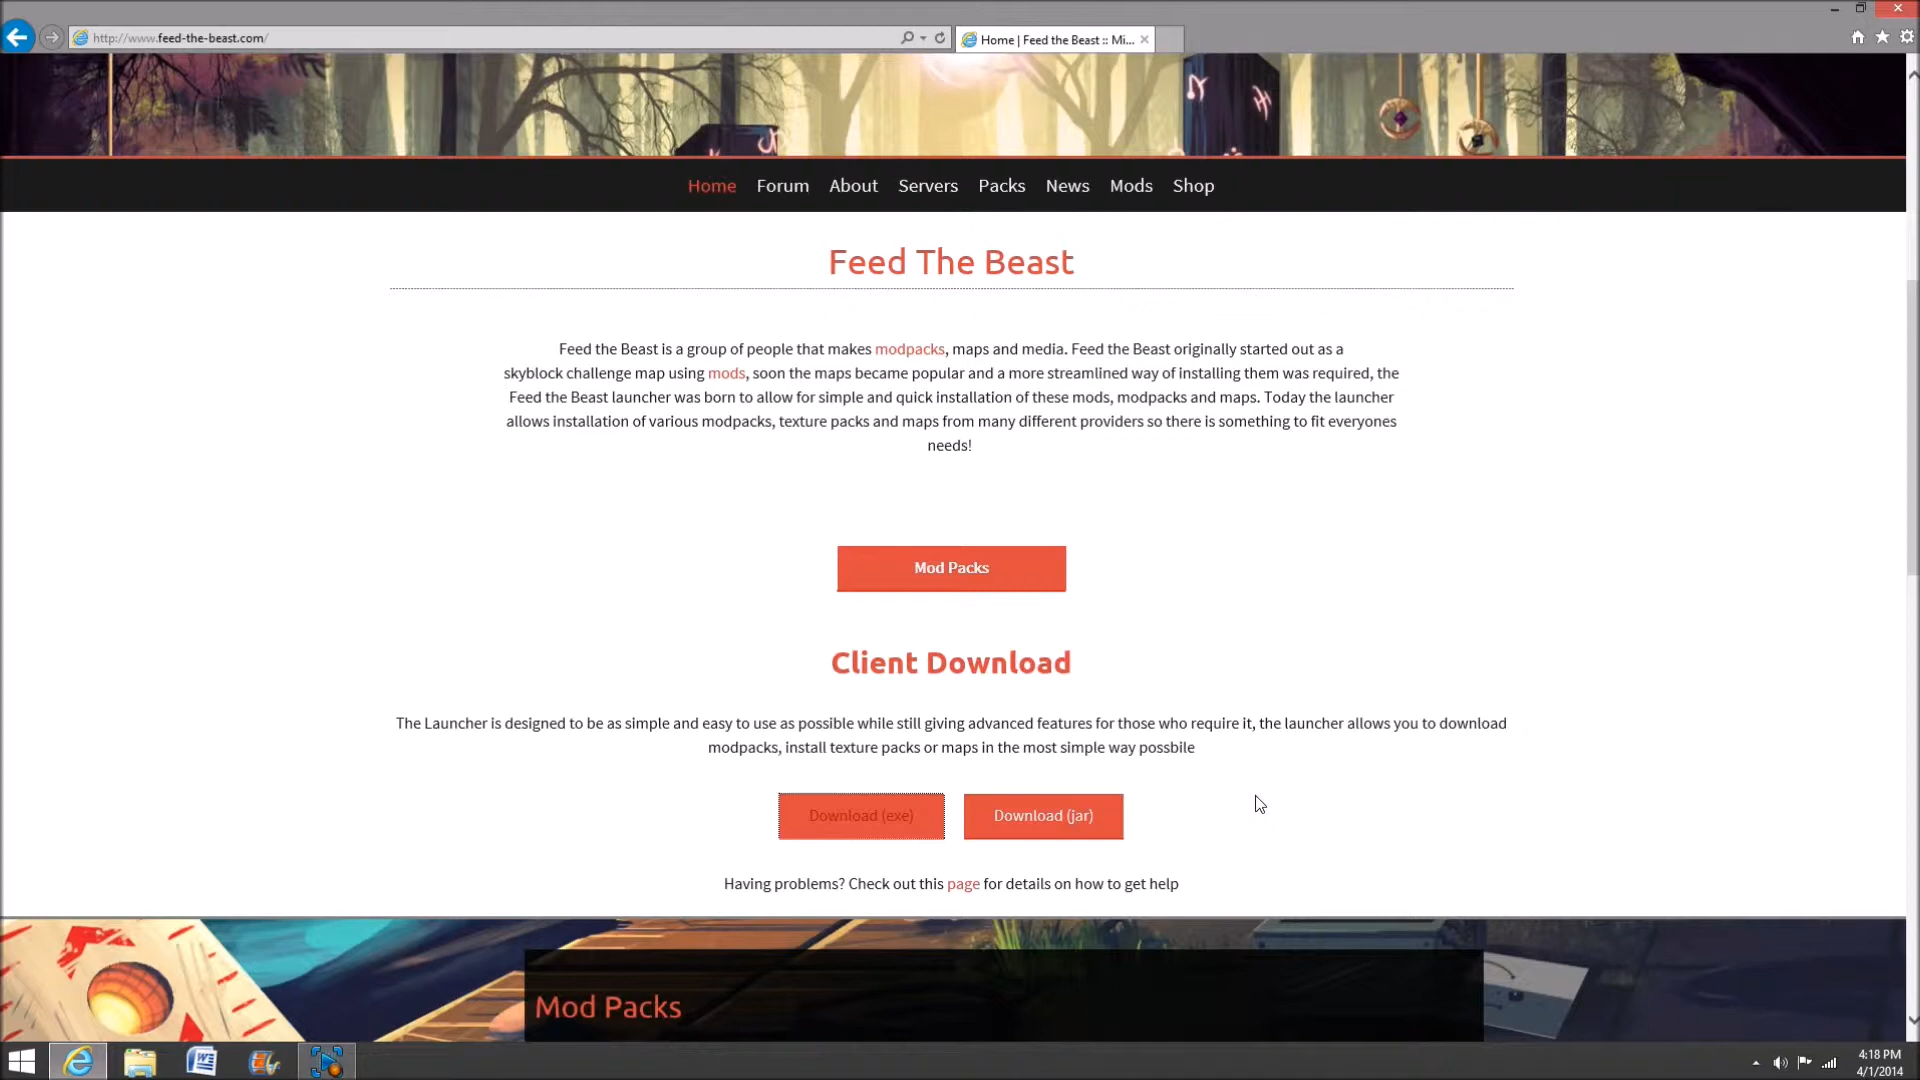 http://www.feed-the-beast.com/
Home | Feed the Beast :: Mi...
Home Forum About Servers Packs News Mods Shop
Feed The Beast
Feed the Beast is a group of people that makes modpacks, maps and media. Feed the Beast originally started out as a
skyblock challenge map using mods, soon the maps became popular and a more streamlined way of installing them was required, the
Feed the Beast launcher was born to allow for simple and quick installation of these mods, modpacks and maps. Today the launcher
allows installation of various modpacks, texture packs and maps from many different providers so there is something to fit everyones
needs!
Mod Packs
Client Download
The Launcher is designed to be as simple and easy to use as possible while still giving advanced features for those who require it, the launcher allows you to download
modpacks, install texture packs or maps in the most simple way possbile
Download (exe) Download (jar)
Having problems? Check out this page for details on how to get help
Mod Packs
4:18 PM
4/1/2014